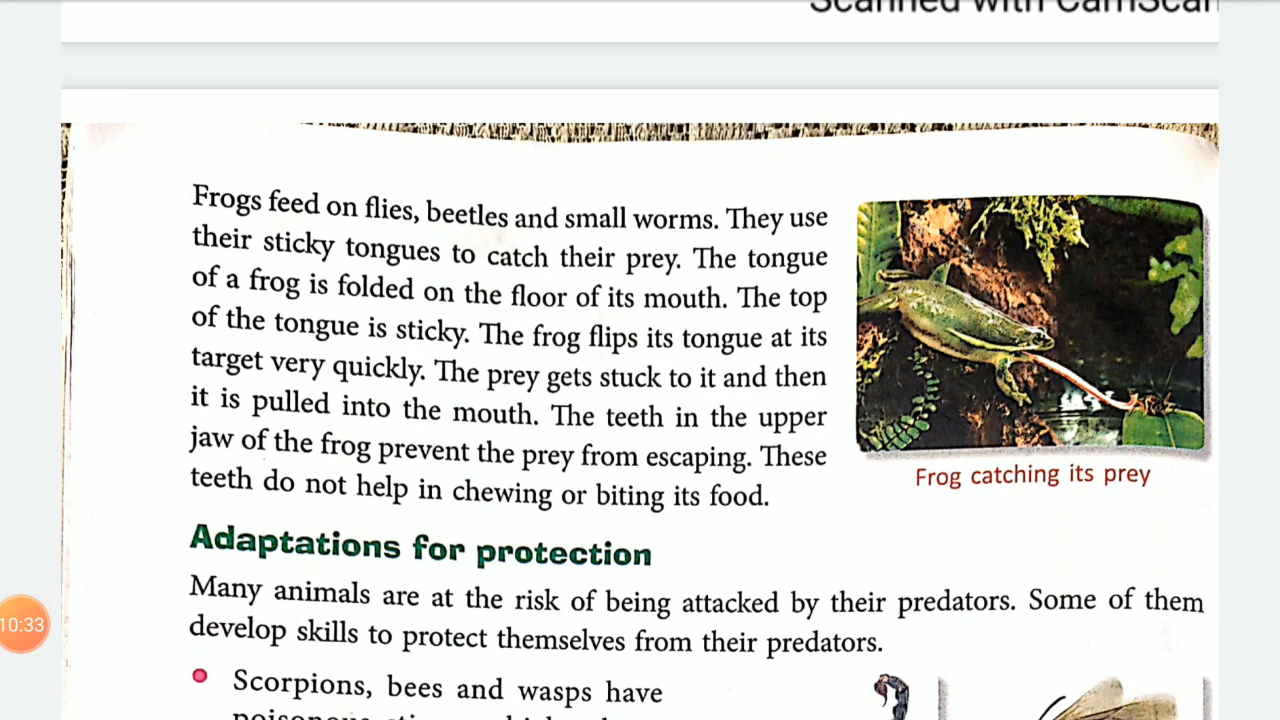 Scanned with CamScan
Frogs feed on flies, beetles and small worms. They use
their sticky tongues to catch their prey. The tongue
of a frog is folded on the floor of its mouth. The top
of the tongue is sticky. The frog flips its tongue at its
target very quickly. The prey gets stuck to it and then
it is pulled into the mouth. The teeth in the upper
jaw of the frog prevent the prey from escaping. These
teeth do not help in chewing or biting its food.
Frog catching its prey
Adaptations for protection
Many animals are at the risk of being attacked by their predators. Some of them
develop skills to protect themselves from their predators.
10:33
Scorpions, bees and wasps have